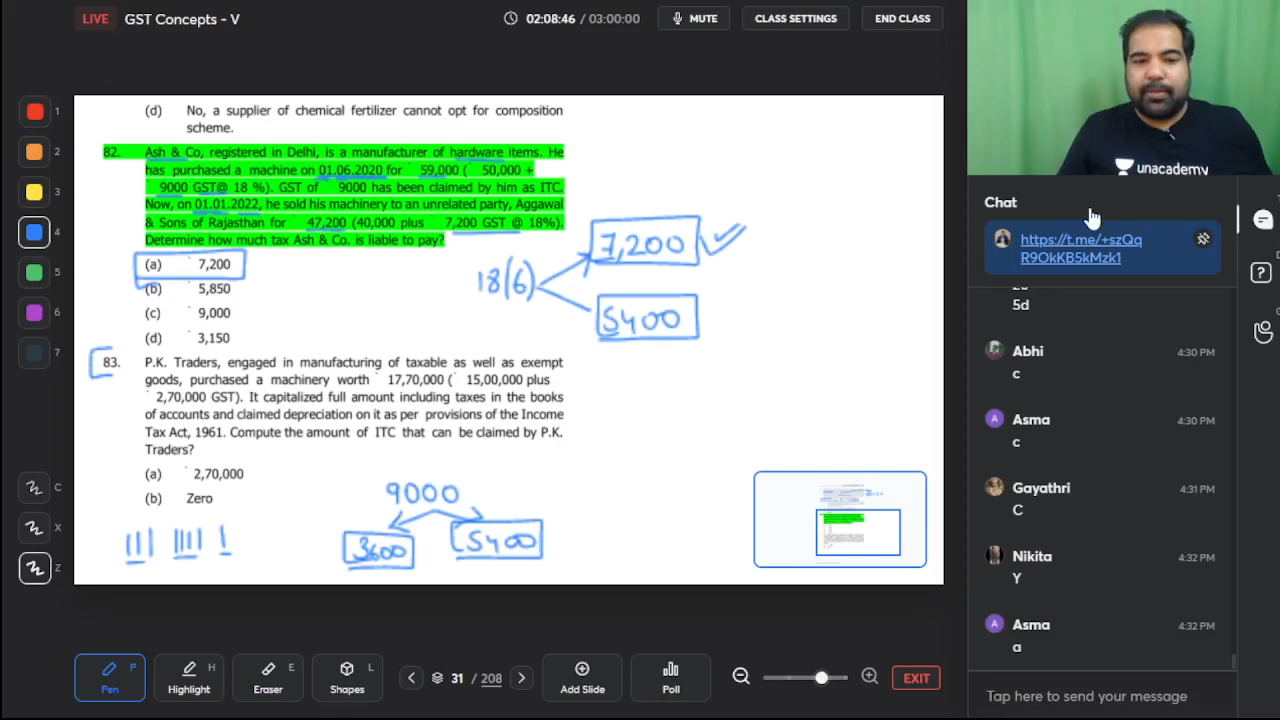 LIVE GST Concepts - V
02:08:46 / 03:00:00
MUTE
CLASS SETTINGS
END CLASS
1
2
3
4
5
6
7
C
X
Z
(d) No, a supplier of chemical fertilizer cannot opt for composition
scheme.
82. Ash & Co, registered in Delhi, is a manufacturer of hardware items. He
has purchased a machine on 01.06.2020 for ` 59,000 (` 50,000 +
` 9000 GST@ 18 %). GST of ` 9000 has been claimed by him as ITC.
Now, on 01.01.2022, he sold his machinery to an unrelated party, Aggawal
& Sons of Rajasthan for ` 47,200 (40,000 plus ` 7,200 GST @ 18%).
Determine how much tax Ash & Co. is liable to pay?
(a) ` 7,200
(b) ` 5,850
(c) ` 9,000
(d) ` 3,150
18(6)
7,200
5400
83. P.K. Traders, engaged in manufacturing of taxable as well as exempt
goods, purchased a machinery worth ` 17,70,000 (` 15,00,000 plus
` 2,70,000 GST). It capitalized full amount including taxes in the books
of accounts and claimed depreciation on it as per provisions of the Income
Tax Act, 1961. Compute the amount of ITC that can be claimed by P.K.
Traders?
(a) ` 2,70,000
(b) Zero
9000
3600
5400
unacademy
Chat
https://t.me/+szQq
R9OkKB5kMzk1
5d
Abhi 4:30 PM
c
Asma 4:30 PM
c
Gayathri 4:31 PM
C
Nikita 4:32 PM
Y
Asma 4:32 PM
a
Tap here to send your message
P
Pen
H
Highlight
E
Eraser
L
Shapes
31 / 208
Add Slide
Poll
EXIT